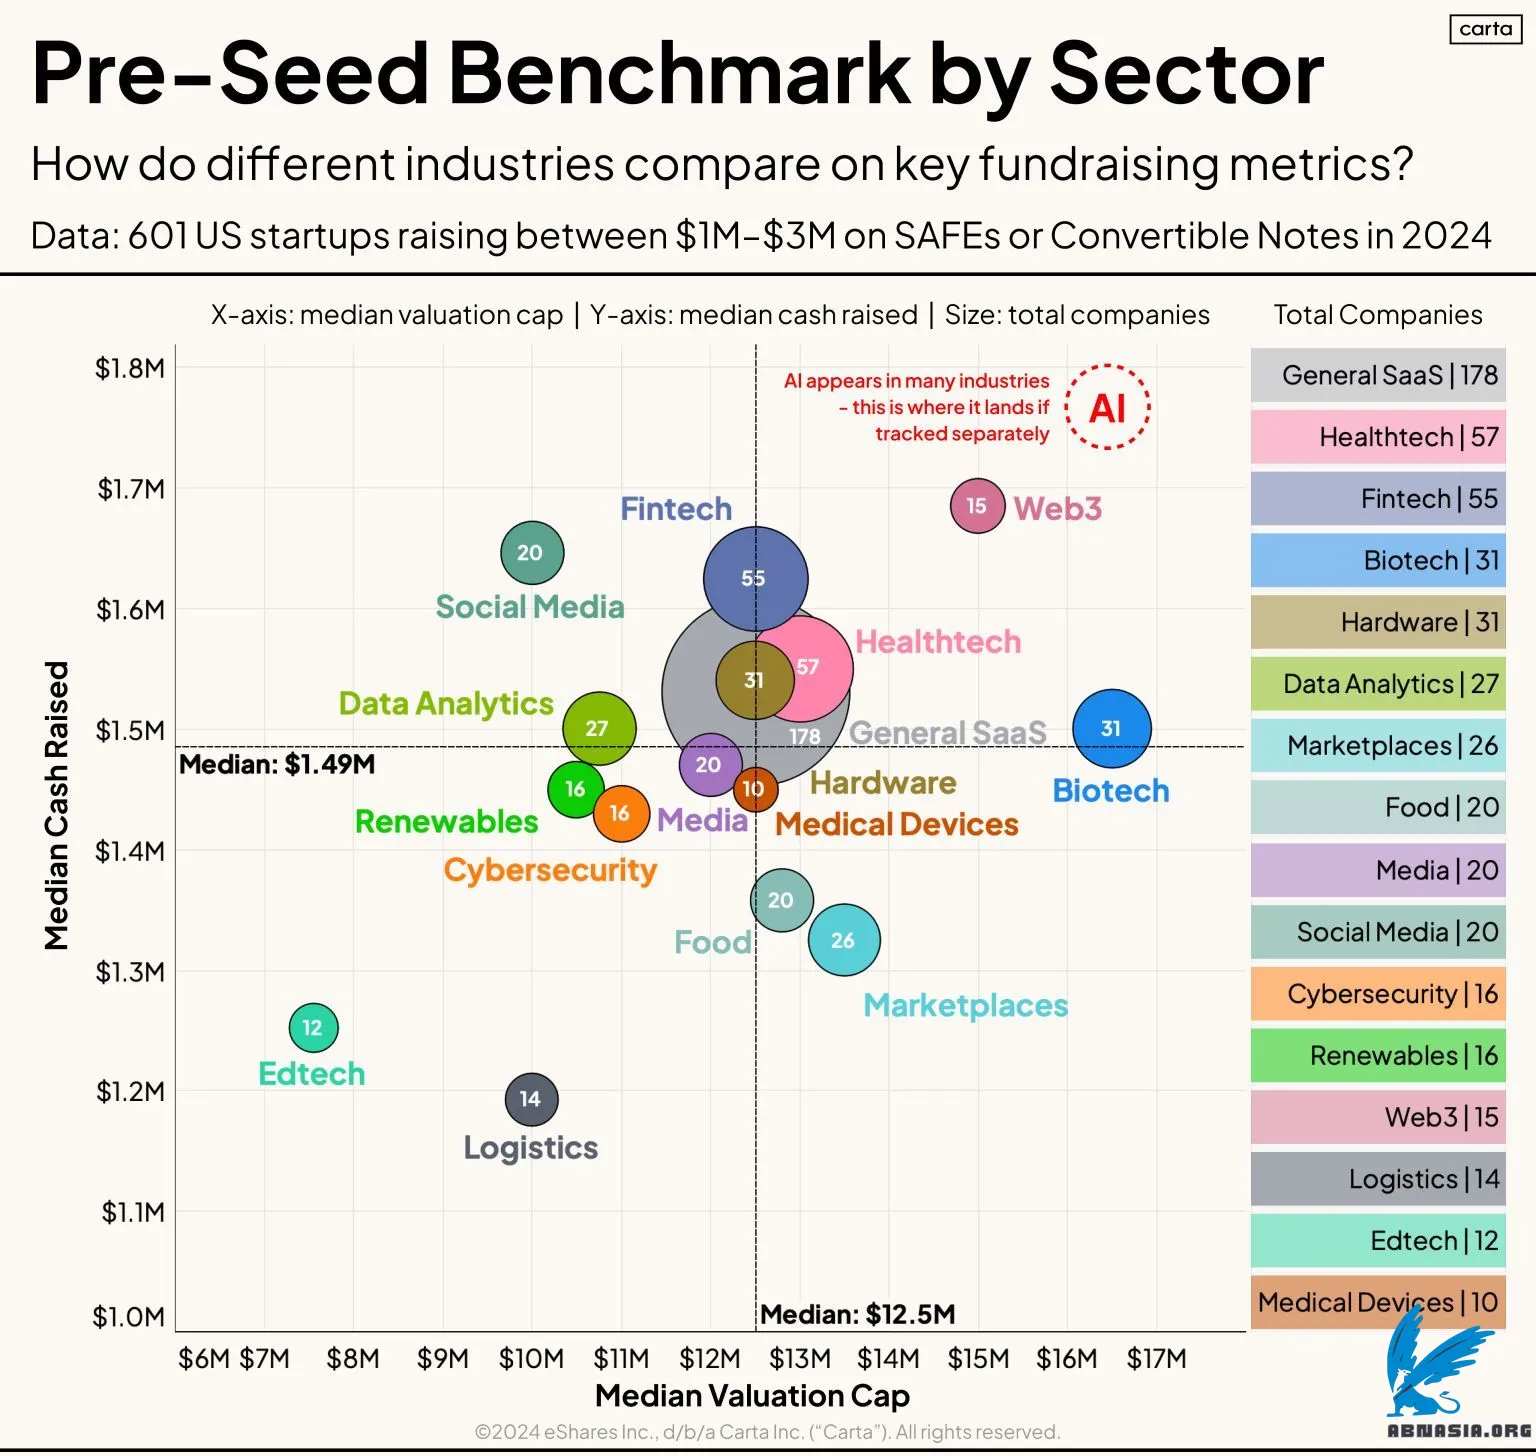 carta
Pre-Seed Benchmark by Sector
How do different industries compare on key fundraising metrics?
Data: 601 US startups raising between $1M-$3M on SAFEs or Convertible Notes in 2024
X-axis: median valuation cap | Y-axis: median cash raised | Size: total companies
Median Cash Raised
$1.8M
$1.7M
$1.6M
$1.5M
$1.4M
$1.3M
$1.2M
$1.1M
$1.0M
AI appears in many industries
- this is where it lands if
tracked separately
AI
15
Web3
Fintech
55
20
Social Media
57
Healthtech
31
Data Analytics
27
178
General SaaS
31
Biotech
Median: $1.49M
20
10
Hardware
16
16
Renewables
Media
Medical Devices
Cybersecurity
20
Food
26
Marketplaces
12
Edtech
14
Logistics
Median: $12.5M
$6M $7M $8M $9M $10M $11M $12M $13M $14M $15M $16M $17M
Median Valuation Cap
Total Companies
General SaaS | 178
Healthtech | 57
Fintech | 55
Biotech | 31
Hardware | 31
Data Analytics | 27
Marketplaces | 26
Food | 20
Media | 20
Social Media | 20
Cybersecurity | 16
Renewables | 16
Web3 | 15
Logistics | 14
Edtech | 12
Medical Devices | 10
©2024 eShares Inc., d/b/a Carta Inc. (“Carta”). All rights reserved.
ABNASIA.ORG